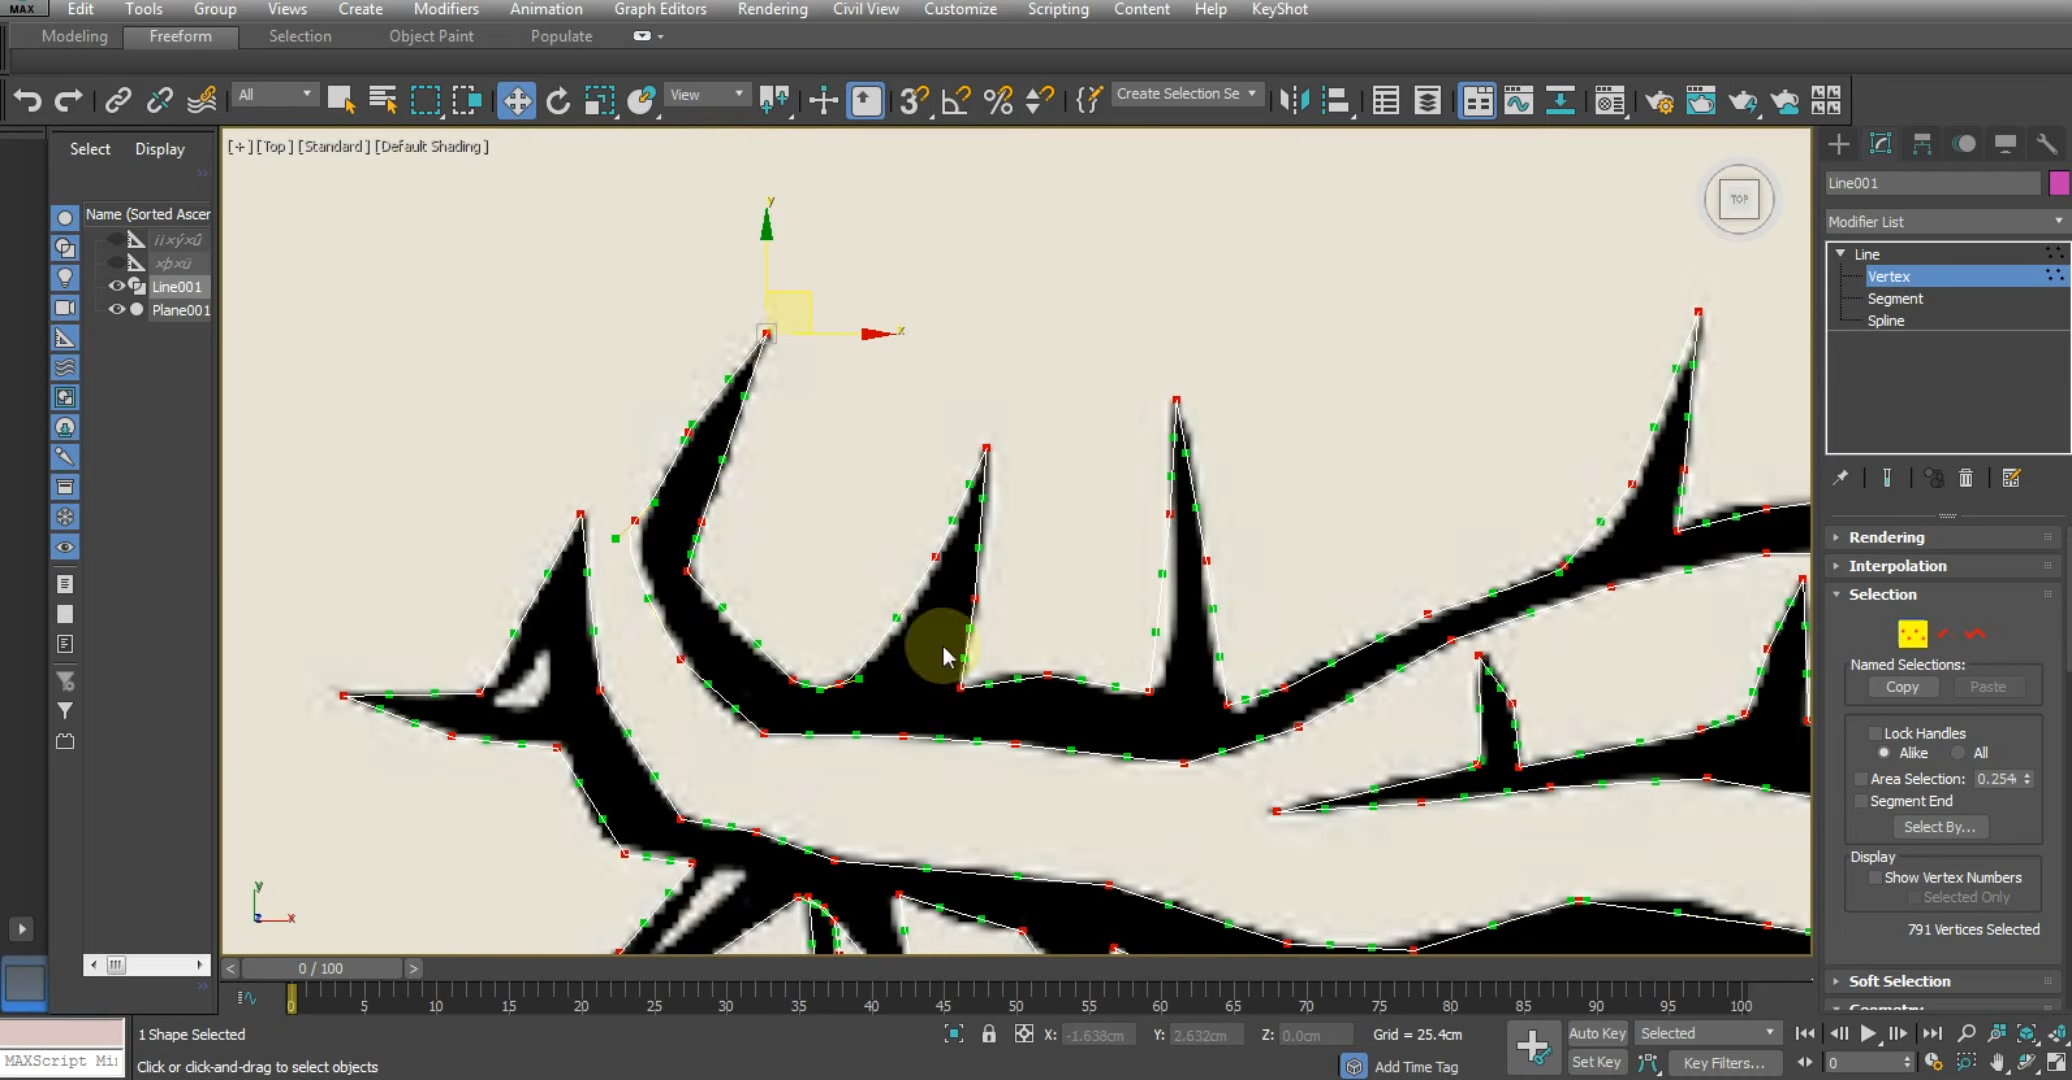 MAX Edit Tools Group Views Create Modifiers Animation Graph Editors Rendering Civil View Customize Scripting Content Help KeyShot
Modeling Freeform Selection Object Paint Populate
All View Create Selection Se
Select Display
[+] [Top] [Standard] [Default Shading]
TOP
Line001
Modifier List
Name (Sorted Ascer
Line001
Plane001
Line
Vertex
Segment
Spline
y
x
Rendering
Interpolation
Selection
Named Selections:
Copy Paste
Lock Handles
Alike All
Area Selection: 0.254
Segment End
Select By...
Display
Show Vertex Numbers
Selected Only
791 Vertices Selected
Soft Selection
Geometry
y
x
< 0 / 100 >
0 5 10 15 20 25 30 35 40 45 50 55 60 65 70 75 80 85 90 95 100
1 Shape Selected
X: -1.638cm Y: 2.632cm Z: 0.0cm Grid = 25.4cm
Auto Key Selected
MAXScript Mi
Click or click-and-drag to select objects
Add Time Tag
Set Key Key Filters... 0